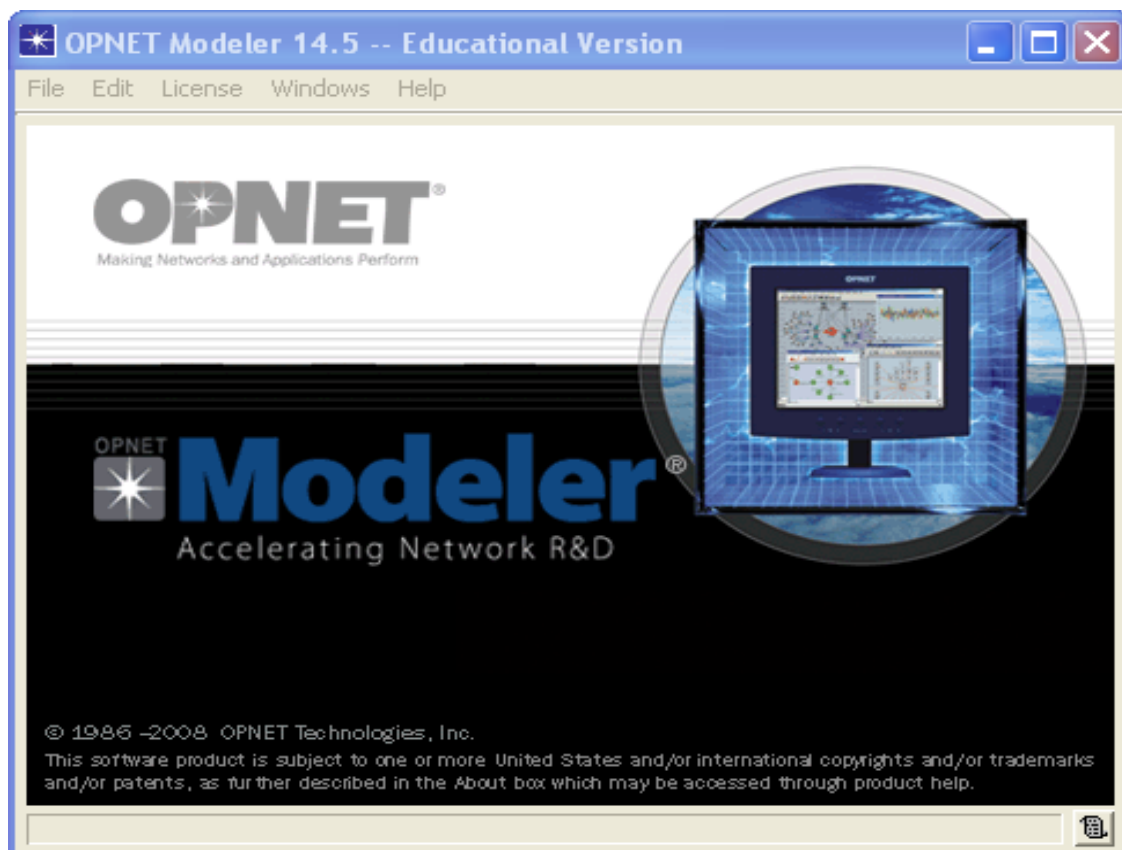 OPNET Modeler 14.5 -- Educational Version
File Edit License Windows Help
OPNET®
Making Networks and Applications Perform
OPNET
OPNET
Modeler®
Accelerating Network R&D
© 1986 –2008 OPNET Technologies, Inc.
This software product is subject to one or more United States and/or international copyrights and/or trademarks
and/or patents, as further described in the About box which may be accessed through product help.